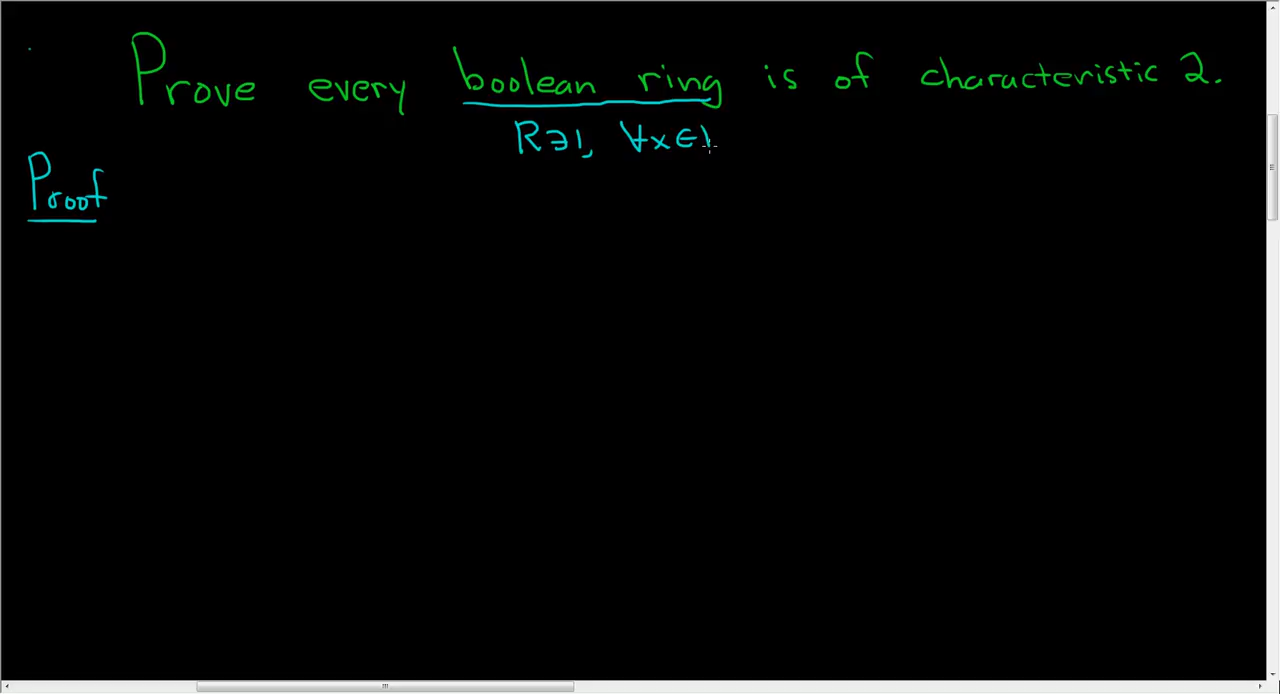 Prove every boolean ring is of characteristic 2.
R∋1, ∀x∈
Proof